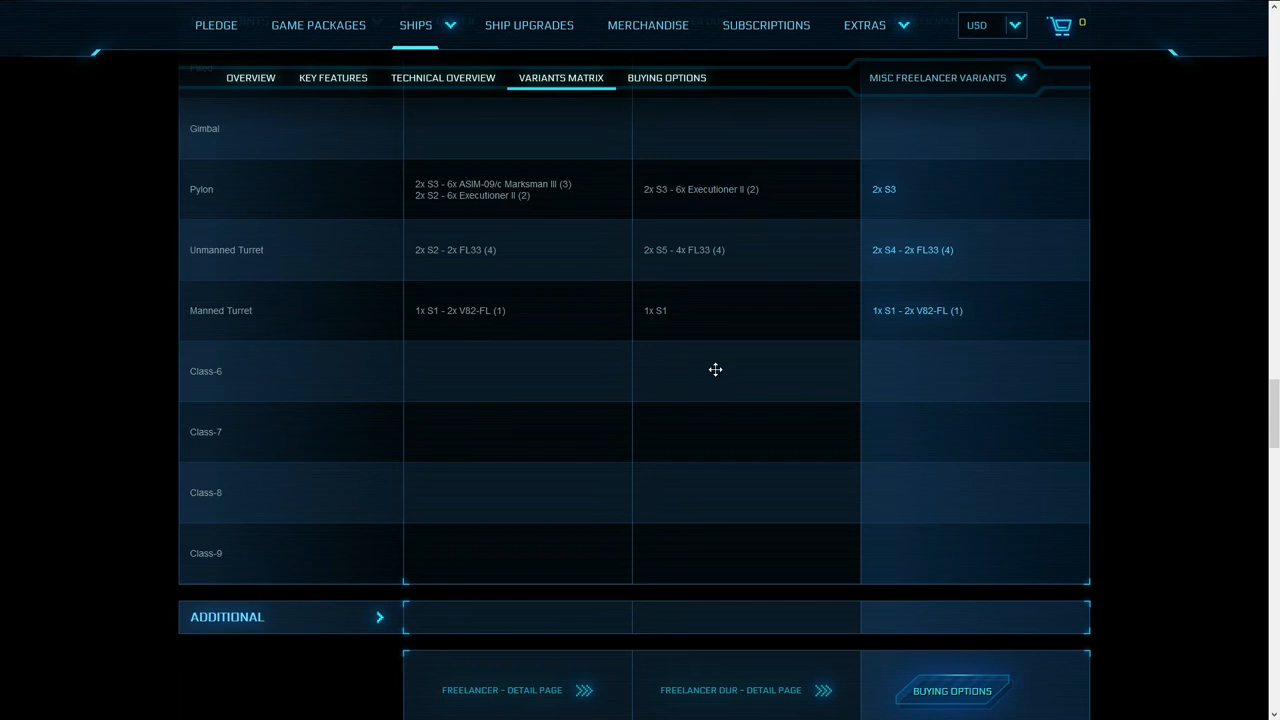 PLEDGE GAME PACKAGES SHIPS SHIP UPGRADES MERCHANDISE SUBSCRIPTIONS EXTRAS USD 0
OVERVIEW KEY FEATURES TECHNICAL OVERVIEW VARIANTS MATRIX BUYING OPTIONS MISC FREELANCER VARIANTS
Gimbal
Pylon
2x S3 - 6x ASIM-09/c Marksman III (3)
2x S2 - 6x Executioner II (2)
2x S3 - 6x Executioner II (2)
2x S3
Unmanned Turret
2x S2 - 2x FL33 (4)
2x S5 - 4x FL33 (4)
2x S4 - 2x FL33 (4)
Manned Turret
1x S1 - 2x V82-FL (1)
1x S1
1x S1 - 2x V82-FL (1)
Class-6
Class-7
Class-8
Class-9
ADDITIONAL
FREELANCER - DETAIL PAGE
FREELANCER DUR - DETAIL PAGE
BUYING OPTIONS